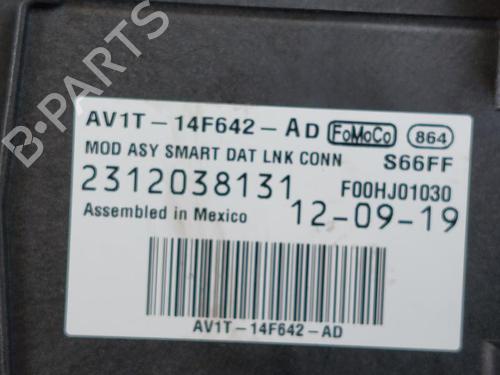 B-PARTS
AV1T-14F642-AD FoMoCo 864
MOD ASY SMART DAT LNK CONN S66FF
2312038131 F00HJ01030
Assembled in Mexico 12-09-19
AV1T-14F642-AD